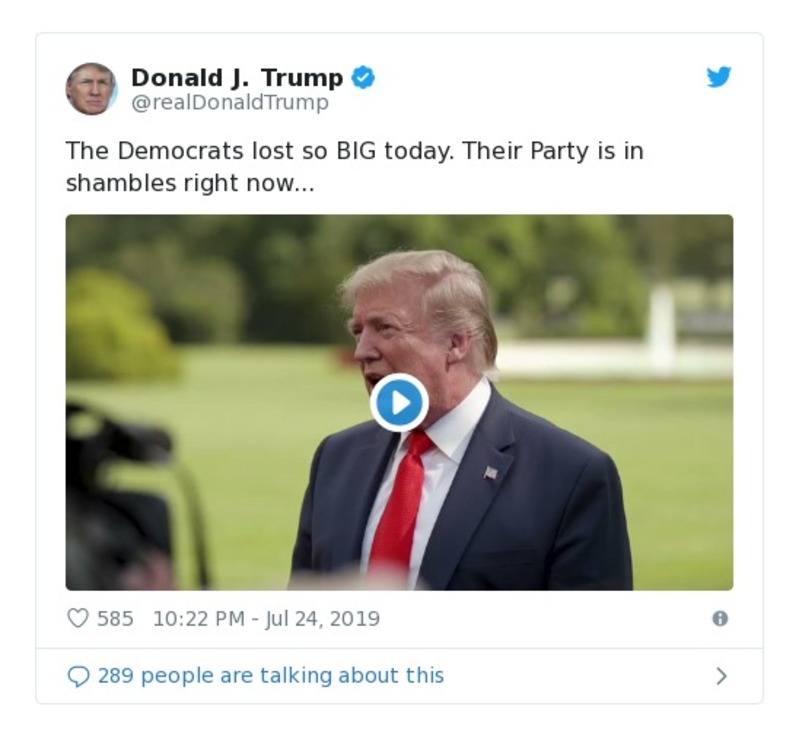 Donald J. Trump
@realDonaldTrump
The Democrats lost so BIG today. Their Party is in
shambles right now...
585 10:22 PM - Jul 24, 2019
289 people are talking about this